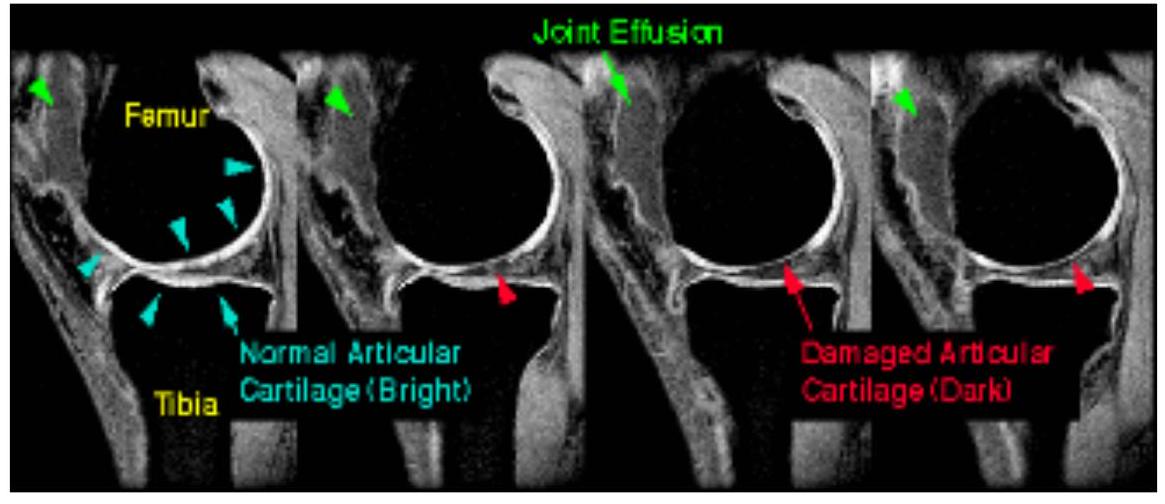 Joint Effusion
Femur
Normal Articular
Cartilage (Bright)
Damaged Articular
Cartilage (Dark)
Tibia